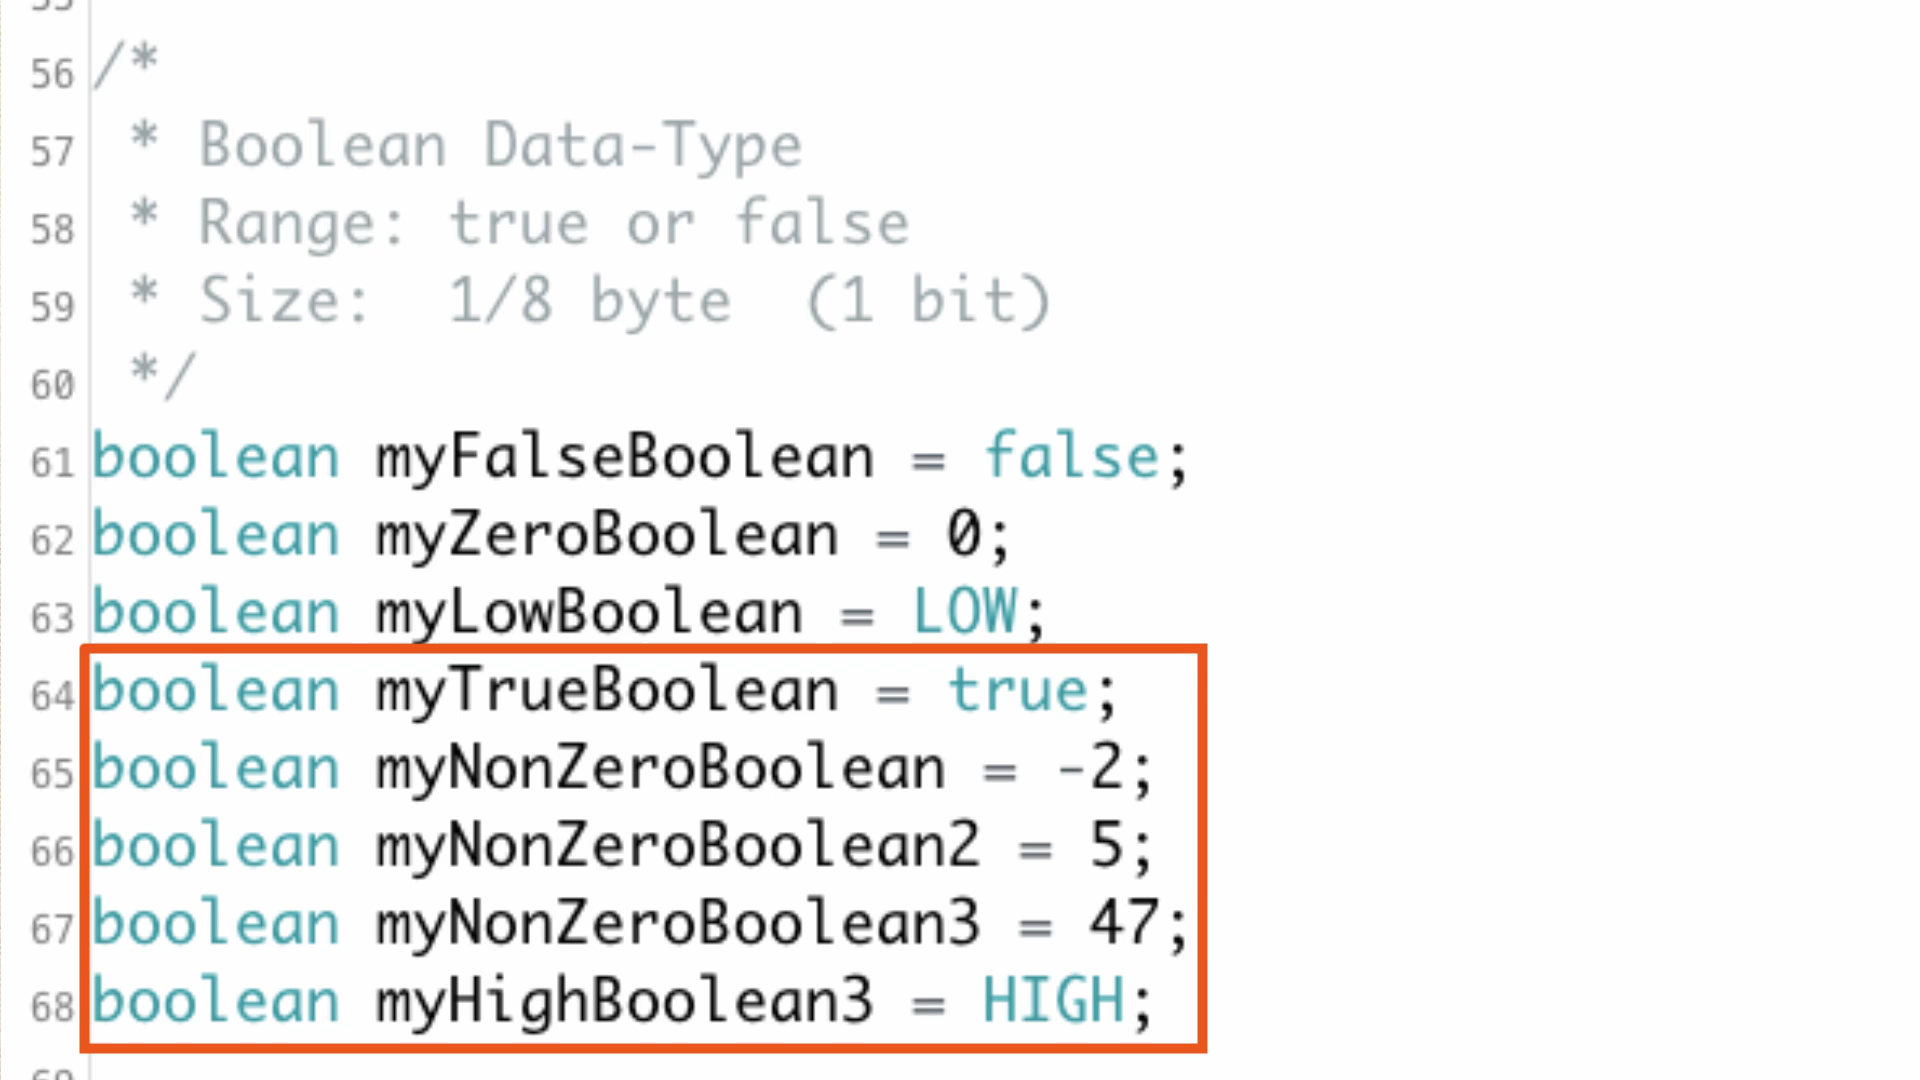 56 /*
57  * Boolean Data-Type
58  * Range: true or false
59  * Size:  1/8 byte  (1 bit)
60  */
61 boolean myFalseBoolean = false;
62 boolean myZeroBoolean = 0;
63 boolean myLowBoolean = LOW;
64 boolean myTrueBoolean = true;
65 boolean myNonZeroBoolean = -2;
66 boolean myNonZeroBoolean2 = 5;
67 boolean myNonZeroBoolean3 = 47;
68 boolean myHighBoolean3 = HIGH;